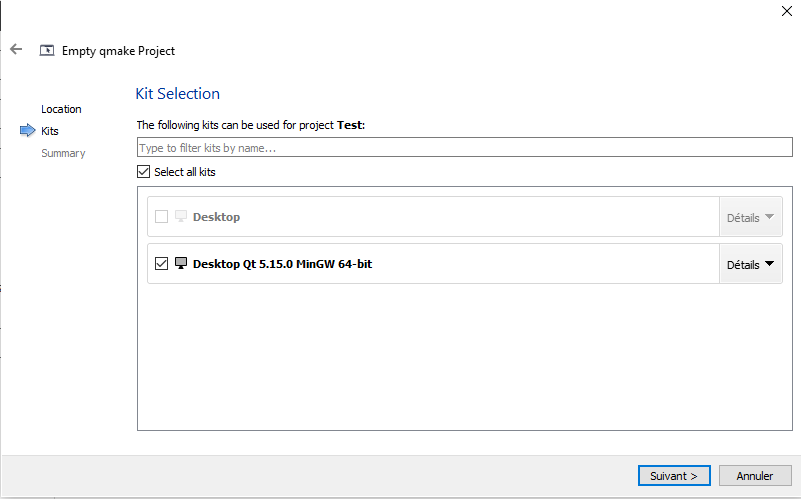 Empty qmake Project
Kit Selection
Location
Kits
Summary
The following kits can be used for project Test:
Type to filter kits by name...
Select all kits
Desktop
Détails
Desktop Qt 5.15.0 MinGW 64-bit
Détails
Suivant >
Annuler